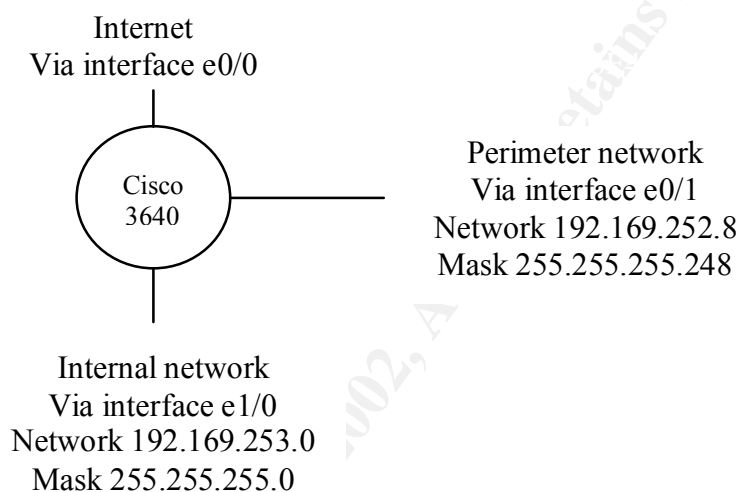 Internet
Via interface e0/0
Cisco
3640
Perimeter network
Via interface e0/1
Network 192.169.252.8
Mask 255.255.255.248
Internal network
Via interface e1/0
Network 192.169.253.0
Mask 255.255.255.0